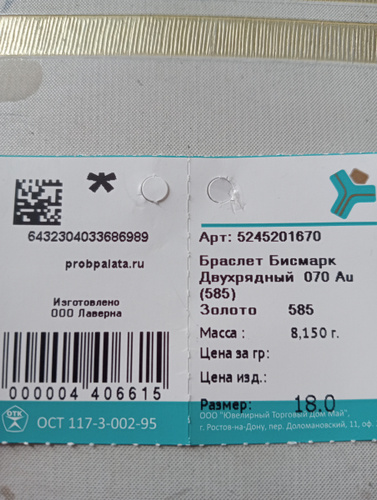 6432304033686989
probpalata.ru
Изготовлено
ООО Лаверна
000004 406615
ОТК
ОСТ 117-3-002-95
Арт: 5245201670
Браслет Бисмарк
Двухрядный 070 Au
(585)
Золото 585
Масса : 8,150 г.
Цена за гр:
Цена изд.:
Размер: 18.0
ООО "Ювелирный Торговый Дом Май".
г. Ростов-на-Дону, пер. Доломановский, 11, оф.